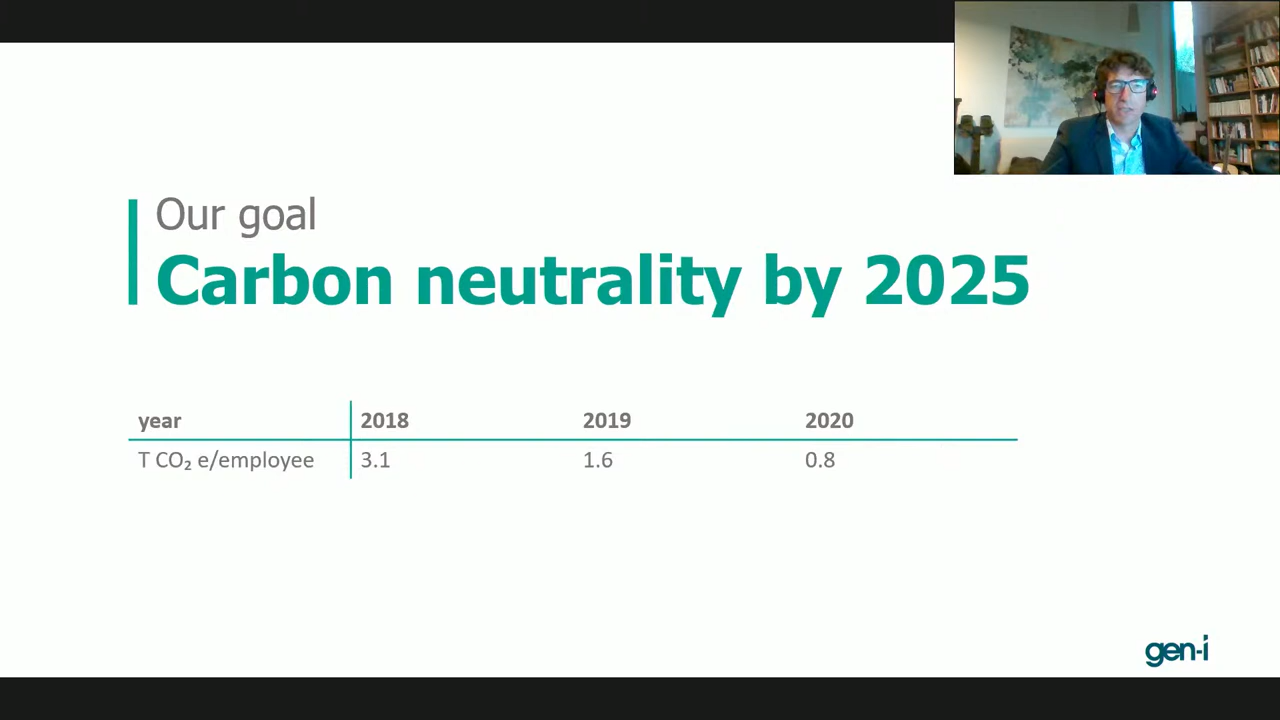 Our goal
Carbon neutrality by 2025
year 2018 2019 2020
T CO₂ e/employee 3.1 1.6 0.8
gen-i